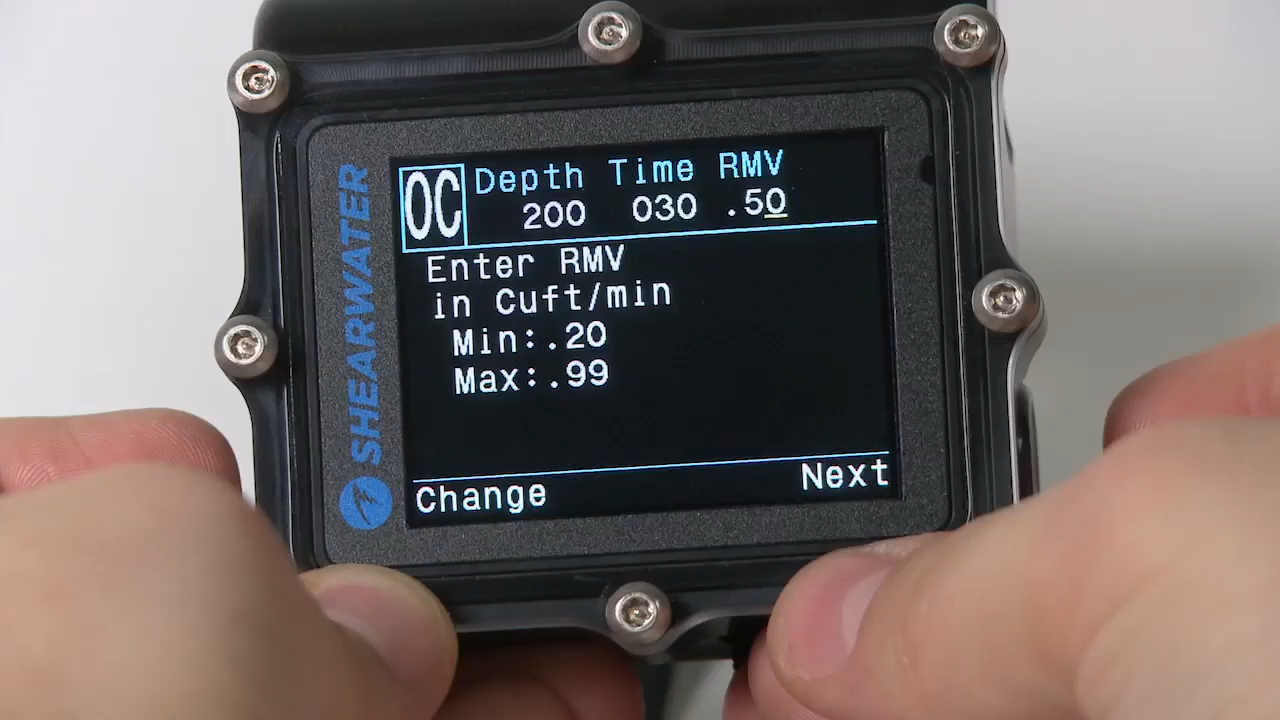 SHEARWATER
OC Depth Time RMV
200 030 .50
Enter RMV
in Cuft/min
Min:.20
Max:.99
Change Next